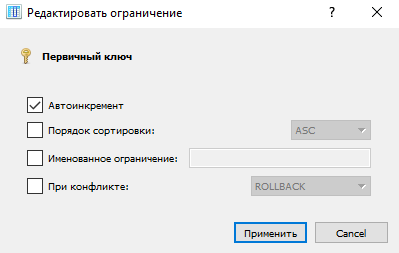 Редактировать ограничение
?
Первичный ключ
Автоинкремент
Порядок сортировки: ASC
Именованное ограничение:
При конфликте: ROLLBACK
Применить Cancel